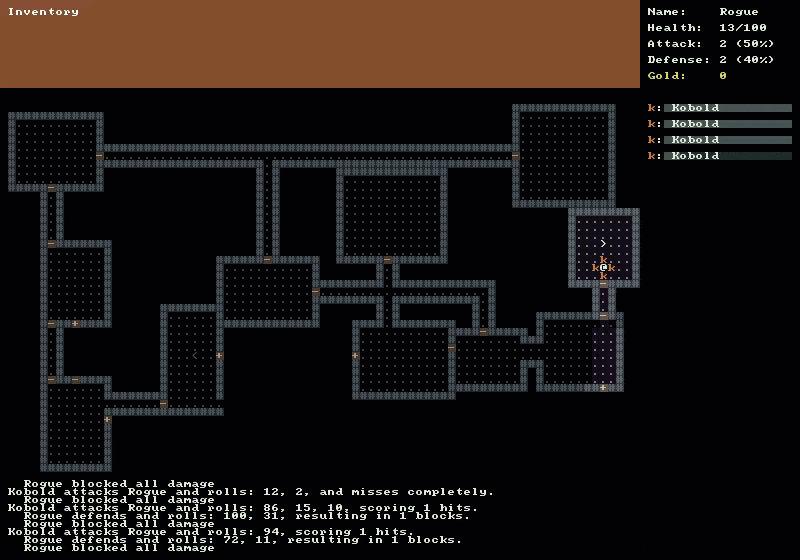 Inventory
Name: Rogue
Health: 13/100
Attack: 2 (50%)
Defense: 2 (40%)
Gold: 0
k: Kobold
k: Kobold
k: Kobold
k: Kobold
>
k
k@k
k
<
Rogue blocked all damage
Kobold attacks Rogue and rolls: 12, 2, and misses completely.
Rogue blocked all damage
Kobold attacks Rogue and rolls: 86, 15, 10, scoring 1 hits.
Rogue defends and rolls: 100, 31, resulting in 1 blocks.
Rogue blocked all damage
Kobold attacks Rogue and rolls: 94, scoring 1 hits.
Rogue defends and rolls: 72, 11, resulting in 1 blocks.
Rogue blocked all damage